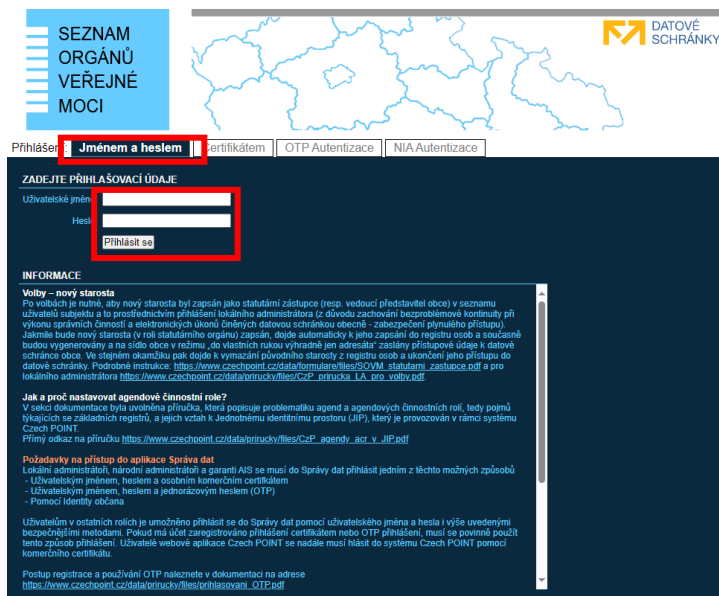 SEZNAM
ORGÁNŮ
VEŘEJNÉ
MOCI
DATOVÉ
SCHRÁNKY
Přihlášení: Jménem a heslem Certifikátem OTP Autentizace NIA Autentizace
ZADEJTE PŘIHLAŠOVACÍ ÚDAJE
Uživatelské jméno
Heslo
Přihlásit se
INFORMACE
Volby – nový starosta
Po volbách je nutné, aby nový starosta byl zapsán jako statutární zástupce (resp. vedoucí představitel obce) v seznamu
uživatelů subjektu a to prostřednictvím přihlášení lokálního administrátora (z důvodu zachování bezproblémové kontinuity při
výkonu správních činností a elektronických úkonů činěných datovou schránkou obecně - zabezpečení plynulého přístupu).
Jakmile bude nový starosta (v roli statutárního orgánu) zapsán, dojde automaticky k jeho zapsání do registru osob a současně
budou vygenerovány a na sídlo obce v režimu „do vlastních rukou výhradně jen adresáta“ zaslány přístupové údaje k datové
schránce obce. Ve stejném okamžiku pak dojde k vymazání původního starosty z registru osob a ukončení jeho přístupu do
datové schránky. Podrobné instrukce: https://www.czechpoint.cz/data/formulare/files/SOVM_statutarni_zastupce.pdf a pro
lokálního administrátora https://www.czechpoint.cz/data/prirucky/files/CzP_prirucka_LA_pro_volby.pdf.
Jak a proč nastavovat agendové činnostní role?
V sekci dokumentace byla uvolněna příručka, která popisuje problematiku agend a agendových činnostních rolí, tedy pojmů
týkajících se základních registrů, a jejich vztah k Jednotnému identitnímu prostoru (JIP), který je provozován v rámci systému
Czech POINT.
Přímý odkaz na příručku https://www.czechpoint.cz/data/prirucky/files/CzP_agendy_acr_v_JIP.pdf
Požadavky na přístup do aplikace Správa dat
Lokální administrátoři, národní administrátoři a garanti AIS se musí do Správy dat přihlásit jedním z těchto možných způsobů
- Uživatelským jménem, heslem a osobním komerčním certifikátem
- Uživatelským jménem, heslem a jednorázovým heslem (OTP)
- Pomocí Identity občana
Uživatelům v ostatních rolích je umožněno přihlásit se do Správy dat pomocí uživatelského jména a hesla i výše uvedenými
bezpečnějšími metodami. Pokud má účet zaregistrováno přihlášení certifikátem nebo OTP přihlášení, musí se povinně použít
tento způsob přihlášení. Uživatelé webové aplikace Czech POINT se nadále musí hlásit do systému Czech POINT pomocí
komerčního certifikátu.
Postup registrace a používání OTP naleznete v dokumentaci na adrese
https://www.czechpoint.cz/data/prirucky/files/prihlasovani_OTP.pdf